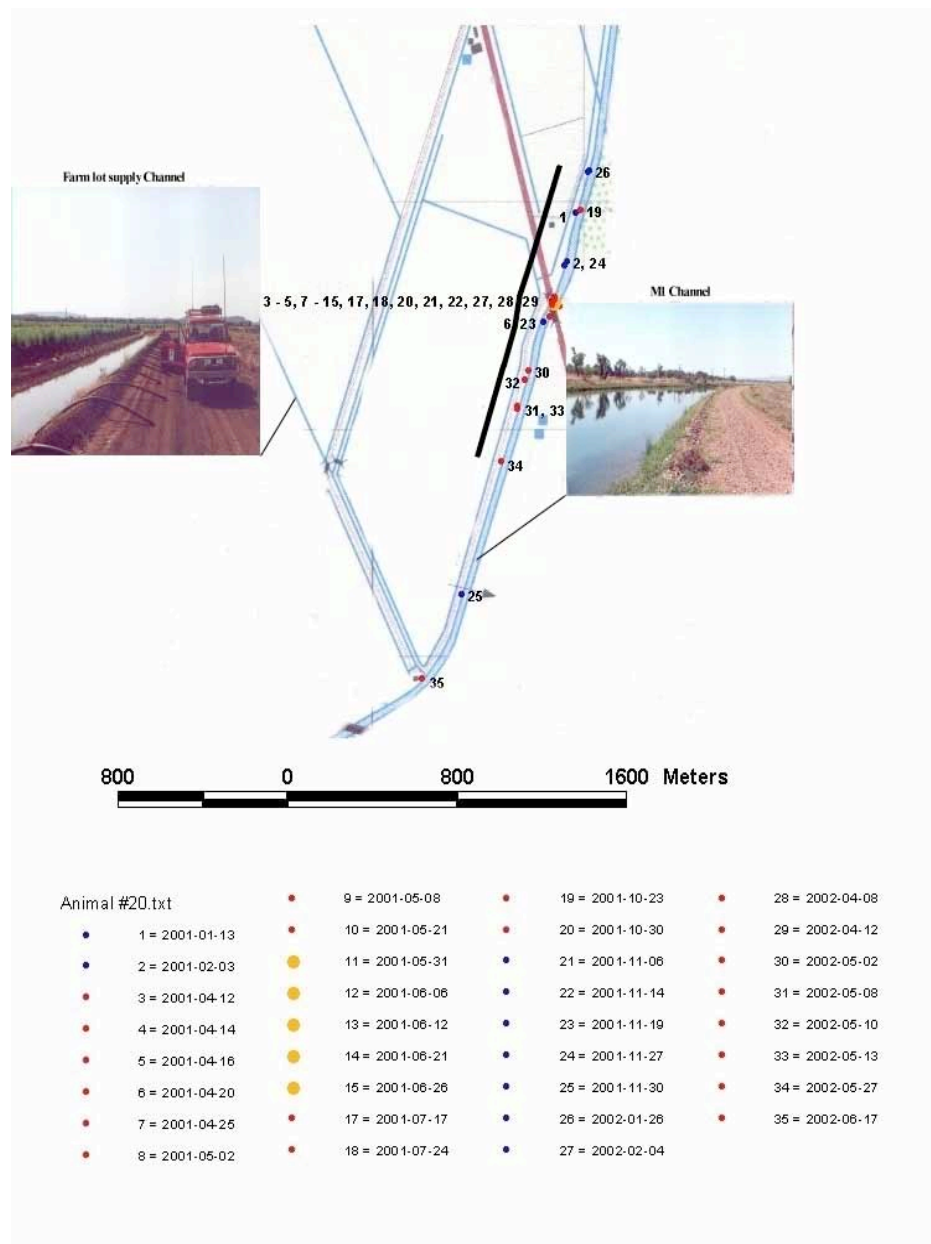 Farm lot supply Channel
26
1
19
2, 24
M1 Channel
3 - 5, 7 - 15, 17, 18, 20, 21, 22, 27, 28, 29
6, 23
30
32
31, 33
34
25
35
800 0 800 1600 Meters
Animal #20.txt
1 = 2001-01-13
2 = 2001-02-03
3 = 2001-04-12
4 = 2001-04-14
5 = 2001-04-16
6 = 2001-04-20
7 = 2001-04-25
8 = 2001-05-02
9 = 2001-05-08
10 = 2001-05-21
11 = 2001-05-31
12 = 2001-06-06
13 = 2001-06-12
14 = 2001-06-21
15 = 2001-06-26
17 = 2001-07-17
18 = 2001-07-24
19 = 2001-10-23
20 = 2001-10-30
21 = 2001-11-06
22 = 2001-11-14
23 = 2001-11-19
24 = 2001-11-27
25 = 2001-11-30
26 = 2002-01-26
27 = 2002-02-04
28 = 2002-04-08
29 = 2002-04-12
30 = 2002-05-02
31 = 2002-05-08
32 = 2002-05-10
33 = 2002-05-13
34 = 2002-05-27
35 = 2002-06-17